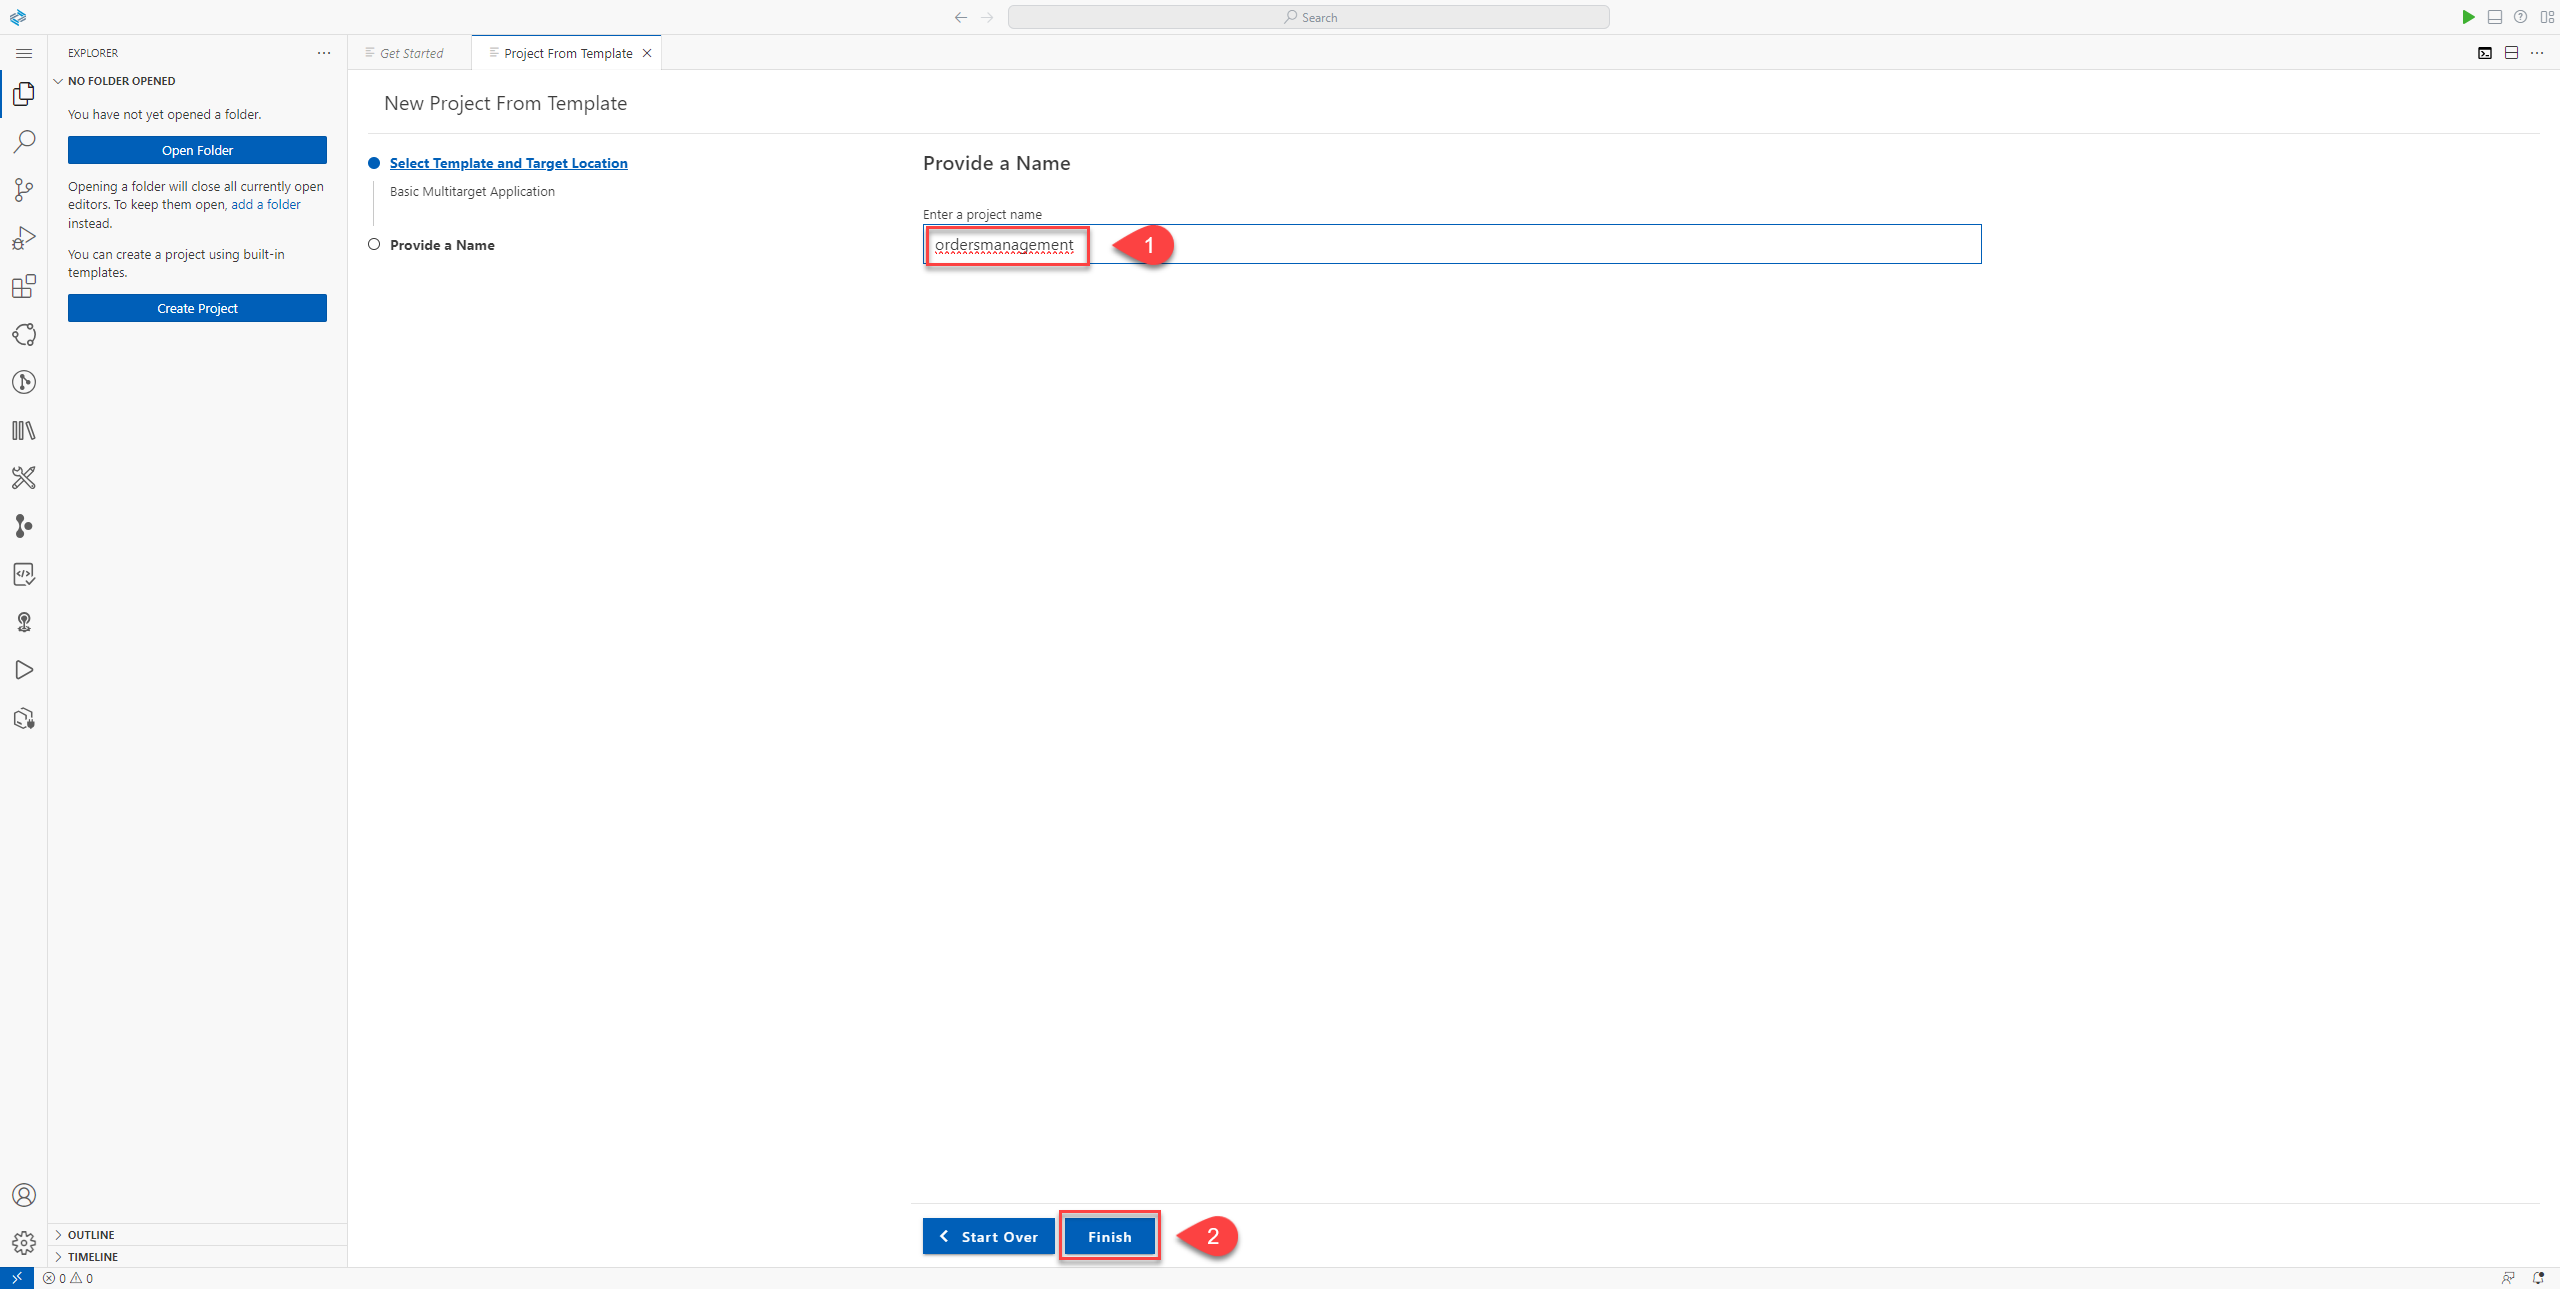 Search
EXPLORER
NO FOLDER OPENED
You have not yet opened a folder.
Open Folder
Opening a folder will close all currently open
editors. To keep them open, add a folder
instead.
You can create a project using built-in
templates.
Create Project
OUTLINE
TIMELINE
Get Started
Project From Template
New Project From Template
Select Template and Target Location
Basic Multitarget Application
Provide a Name
Provide a Name
Enter a project name
ordersmanagement
1
Start Over
Finish
2
0 0